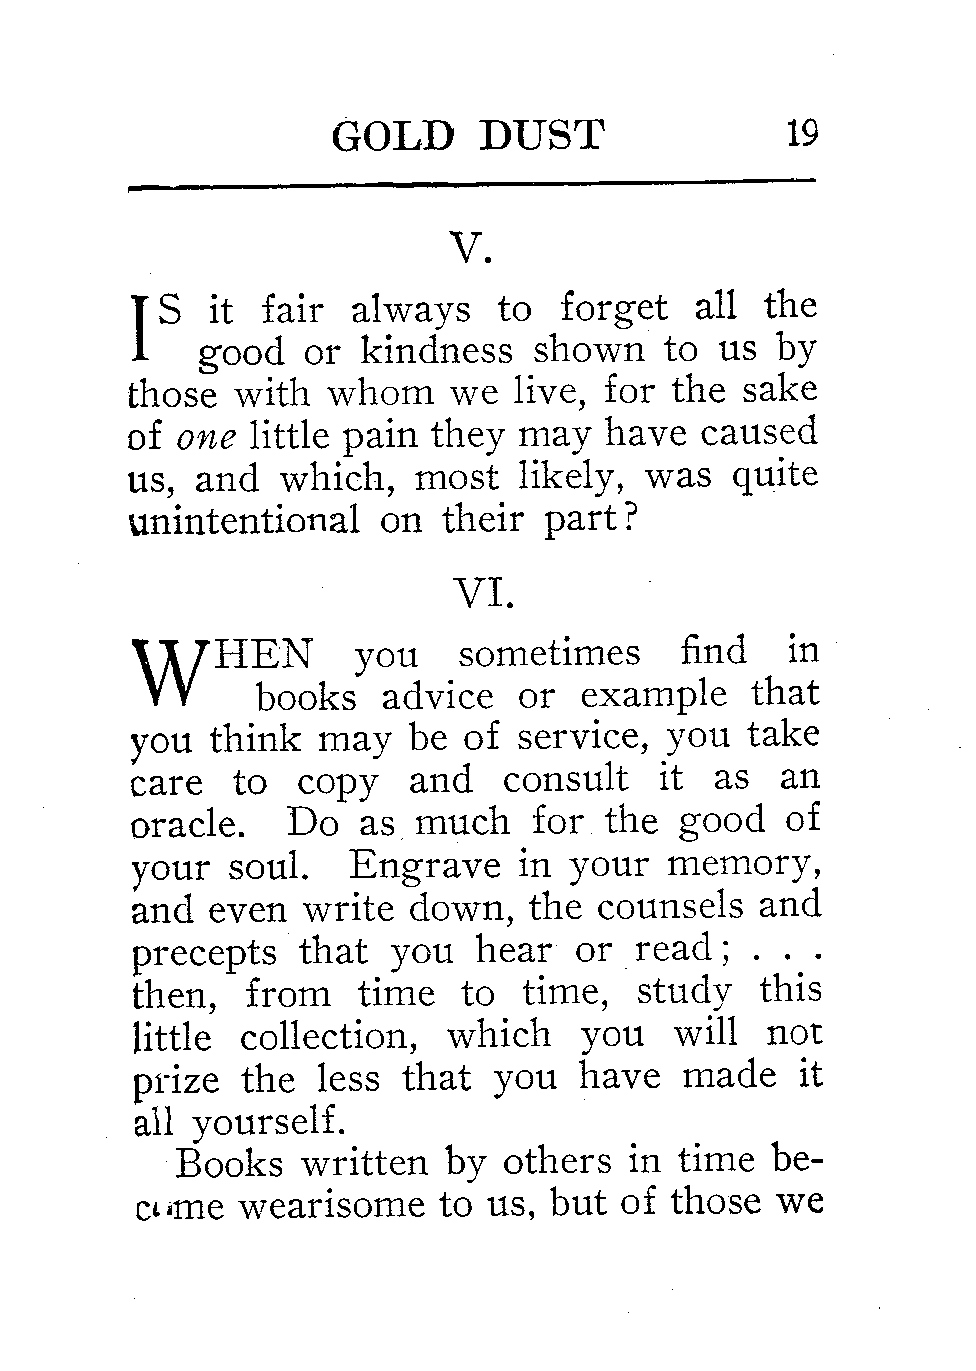 GOLD DUST 19
V.
IS it fair always to forget all the
good or kindness shown to us by
those with whom we live, for the sake
of one little pain they may have caused
us, and which, most likely, was quite
unintentional on their part?
VI.
WHEN you sometimes find in
books advice or example that
you think may be of service, you take
care to copy and consult it as an
oracle. Do as much for the good of
your soul. Engrave in your memory,
and even write down, the counsels and
precepts that you hear or read; . . .
then, from time to time, study this
little collection, which you will not
prize the less that you have made it
all yourself.
Books written by others in time be-
come wearisome to us, but of those we